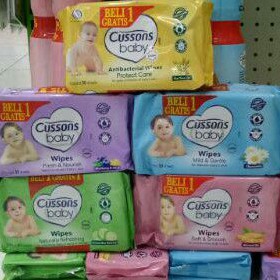 BELI 1
GRATIS 1
Cussons
baby
Antibacterial Wipes
Protect Care
BELI 1
GRATIS
Cussons
baby
Wipes
Fresh & Nourish
BELI 1
GRATIS
Cussons
baby
Wipes
Mild & Gentle
BELI 1
GRATIS
Cussons
baby
Wipes
Naturally Refreshing
BELI 1
GRATIS
Cussons
baby
Wipes
Soft & Smooth